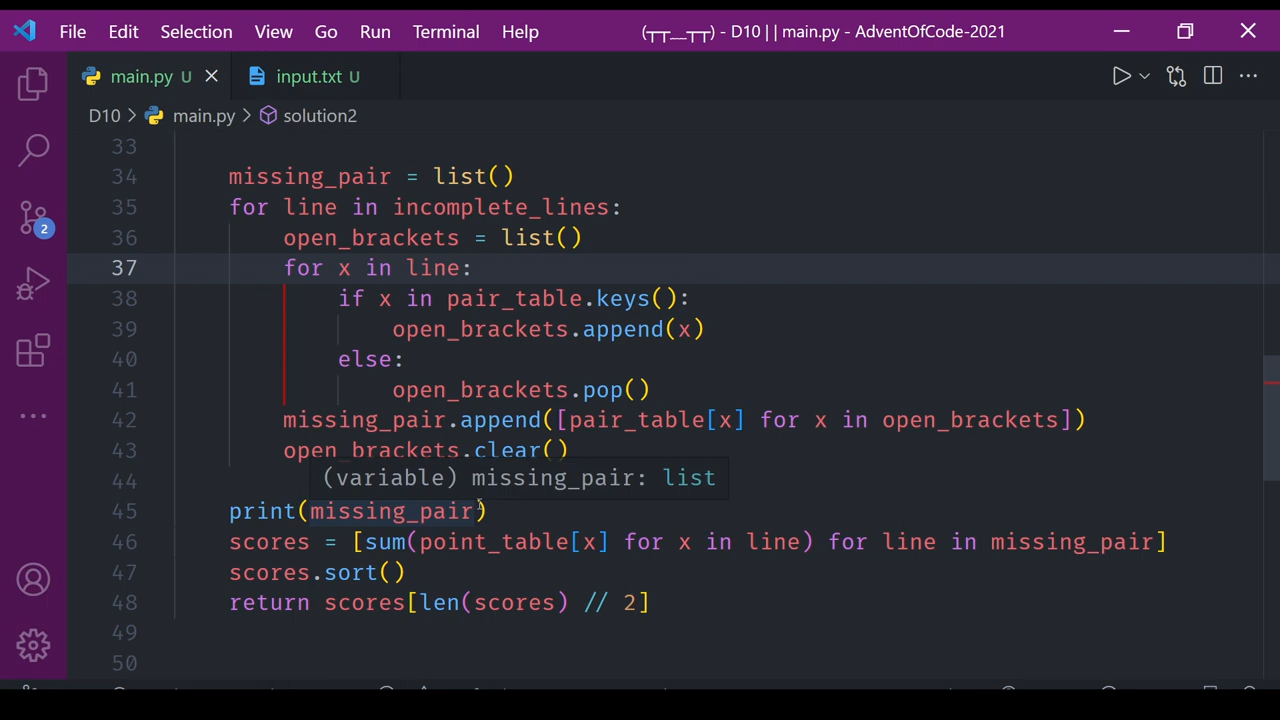 File Edit Selection View Go Run Terminal Help (┬┬﹏┬┬) - D10 | | main.py - AdventOfCode-2021
main.py U input.txt U
D10 > main.py > solution2
33
34 missing_pair = list()
35 for line in incomplete_lines:
36 open_brackets = list()
37 for x in line:
38 if x in pair_table.keys():
39 open_brackets.append(x)
40 else:
41 open_brackets.pop()
42 missing_pair.append([pair_table[x] for x in open_brackets])
43 open_brackets.clear()
44 (variable) missing_pair: list
45 print(missing_pair)
46 scores = [sum(point_table[x] for x in line) for line in missing_pair]
47 scores.sort()
48 return scores[len(scores) // 2]
49
50
2